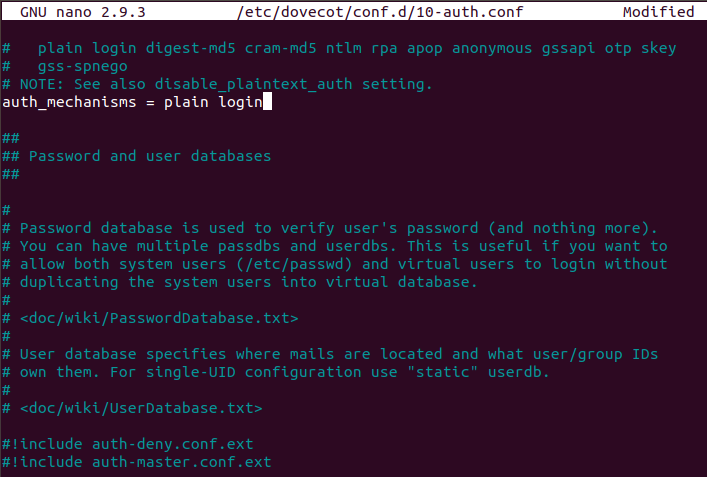 GNU nano 2.9.3 /etc/dovecot/conf.d/10-auth.conf Modified
#   plain login digest-md5 cram-md5 ntlm rpa apop anonymous gssapi otp skey
#   gss-spnego
# NOTE: See also disable_plaintext_auth setting.
auth_mechanisms = plain login
##
## Password and user databases
##
#
# Password database is used to verify user's password (and nothing more).
# You can have multiple passdbs and userdbs. This is useful if you want to
# allow both system users (/etc/passwd) and virtual users to login without
# duplicating the system users into virtual database.
#
# <doc/wiki/PasswordDatabase.txt>
#
# User database specifies where mails are located and what user/group IDs
# own them. For single-UID configuration use "static" userdb.
#
# <doc/wiki/UserDatabase.txt>
#!include auth-deny.conf.ext
#!include auth-master.conf.ext